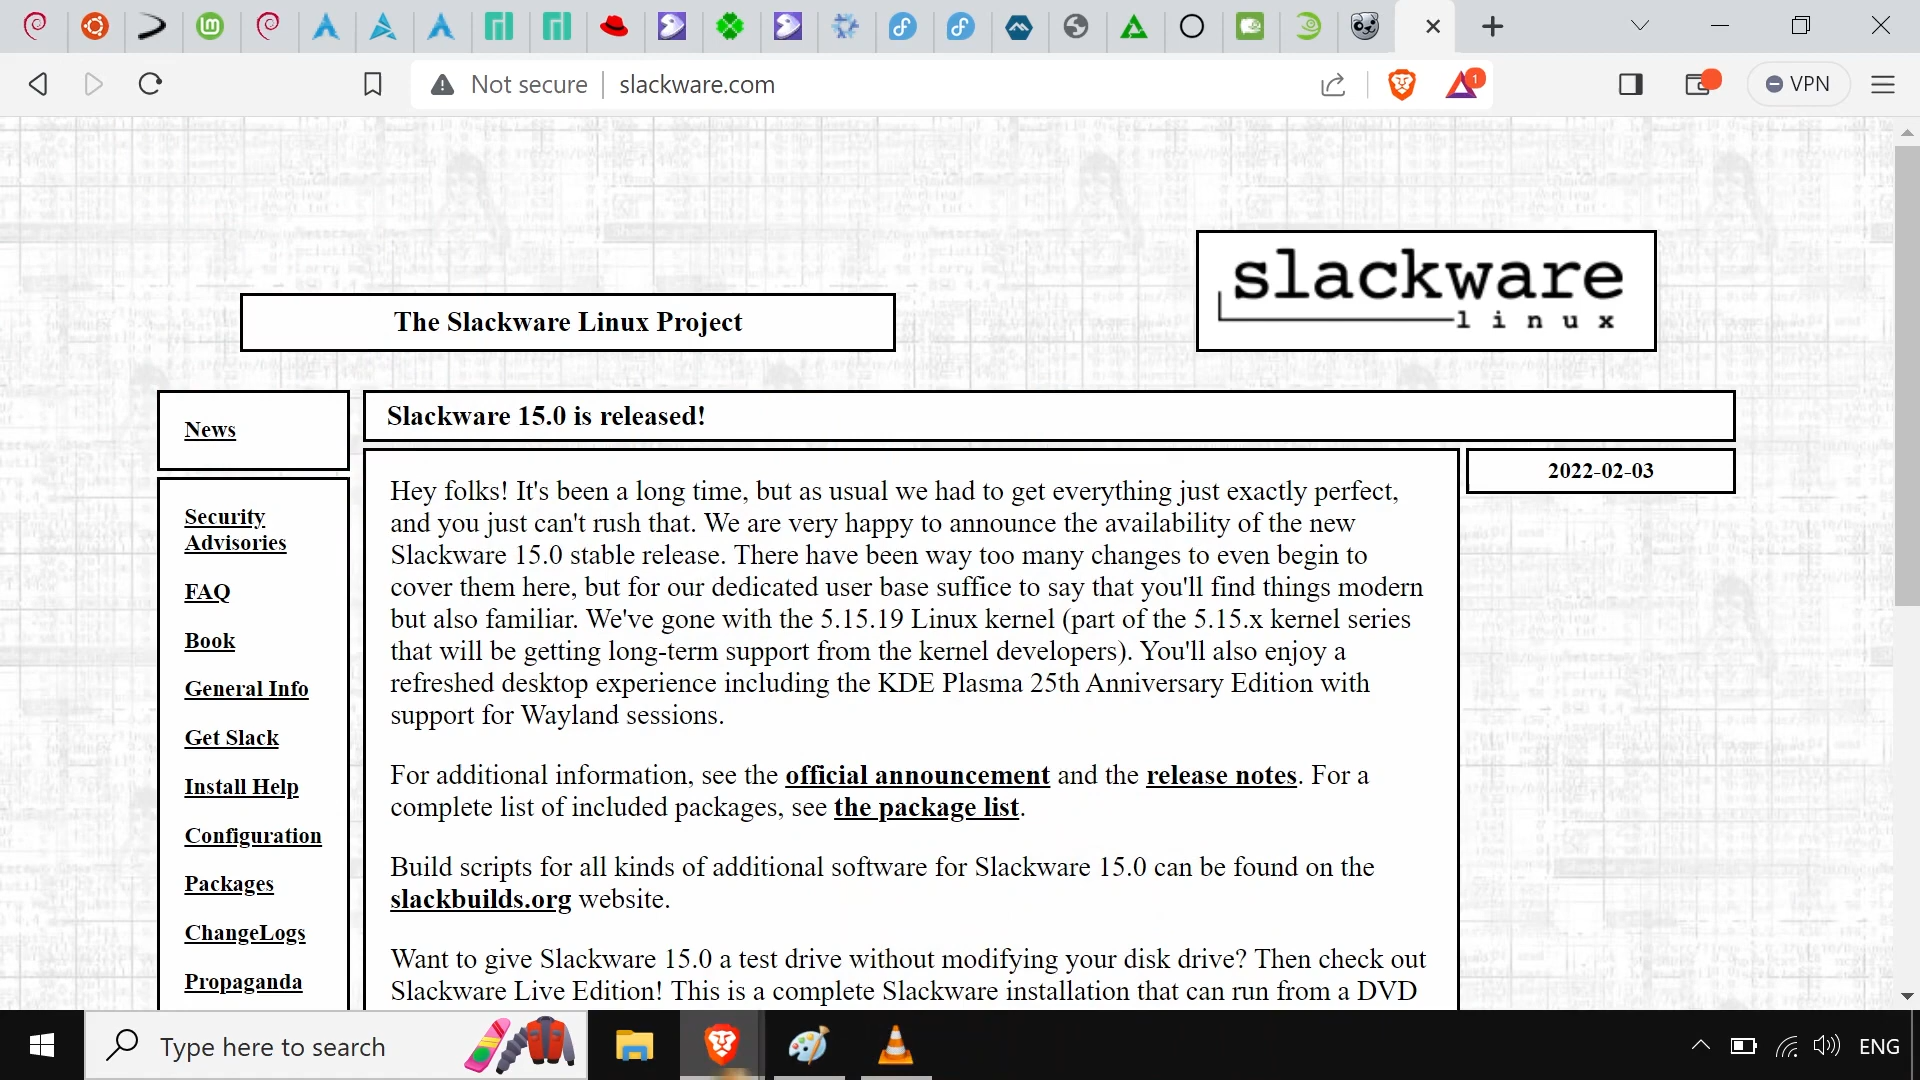 Not secure
slackware.com
1
VPN
slackware
linux
The Slackware Linux Project
News
Slackware 15.0 is released!
2022-02-03
Security
Advisories
FAQ
Book
General Info
Get Slack
Install Help
Configuration
Packages
ChangeLogs
Propaganda
Hey folks! It's been a long time, but as usual we had to get everything just exactly perfect,
and you just can't rush that. We are very happy to announce the availability of the new
Slackware 15.0 stable release. There have been way too many changes to even begin to
cover them here, but for our dedicated user base suffice to say that you'll find things modern
but also familiar. We've gone with the 5.15.19 Linux kernel (part of the 5.15.x kernel series
that will be getting long-term support from the kernel developers). You'll also enjoy a
refreshed desktop experience including the KDE Plasma 25th Anniversary Edition with
support for Wayland sessions.
For additional information, see the official announcement and the release notes. For a
complete list of included packages, see the package list.
Build scripts for all kinds of additional software for Slackware 15.0 can be found on the
slackbuilds.org website.
Want to give Slackware 15.0 a test drive without modifying your disk drive? Then check out
Slackware Live Edition! This is a complete Slackware installation that can run from a DVD
Type here to search
ENG